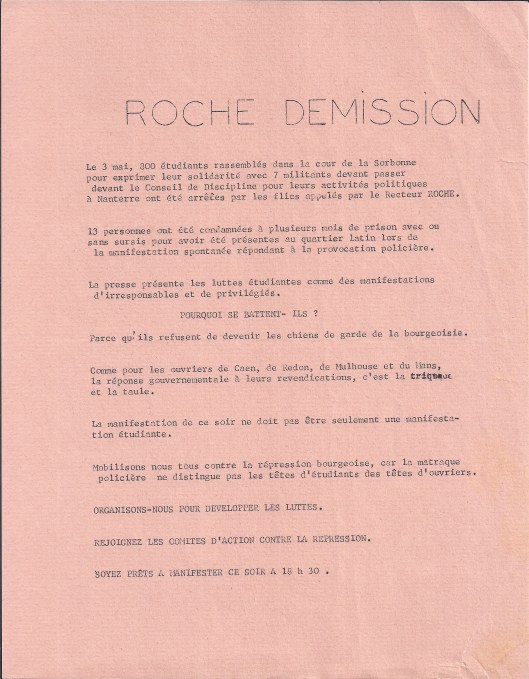 ROCHE DEMISSION
Le 3 mai, 300 étudiants rassemblés dans la cour de la Sorbonne
pour exprimer leur solidarité avec 7 militants devant passer
devant le Conseil de Discipline pour leurs activités politiques
à Nanterre ont été arrêtés par les flics appelés par le Recteur ROCHE.
13 personnes ont été condamnées à plusieurs mois de prison avec ou
sans sursis pour avoir été présentes au quartier latin lors de
la manifestation spontanée répondant à la provocation policière.
La presse présente les luttes étudiantes comme des manifestations
d'irresponsables et de privilégiés.
POURQUOI SE BATTENT- ILS ?
Parce qu'ils refusent de devenir les chiens de garde de la bourgeoisie.
Comme pour les ouvriers de Caen, de Redon, de Mulhouse et du Mans,
la réponse gouvernementale à leurs revendications, c'est la
et la taule.
La manifestation de ce soir ne doit pas être seulement une manifesta-
tion étudiante.
Mobilisons nous tous contre la répression bourgeoise, car la matraque
policière ne distingue pas les têtes d'étudiants des têtes d'ouvriers.
ORGANISONS-NOUS POUR DEVELOPPER LES LUTTES.
REJOIGNEZ LES COMITES D'ACTION CONTRE LA REPRESSION.
SOYEZ PRÊTS A MANIFESTER CE SOIR A 18 h 30 .